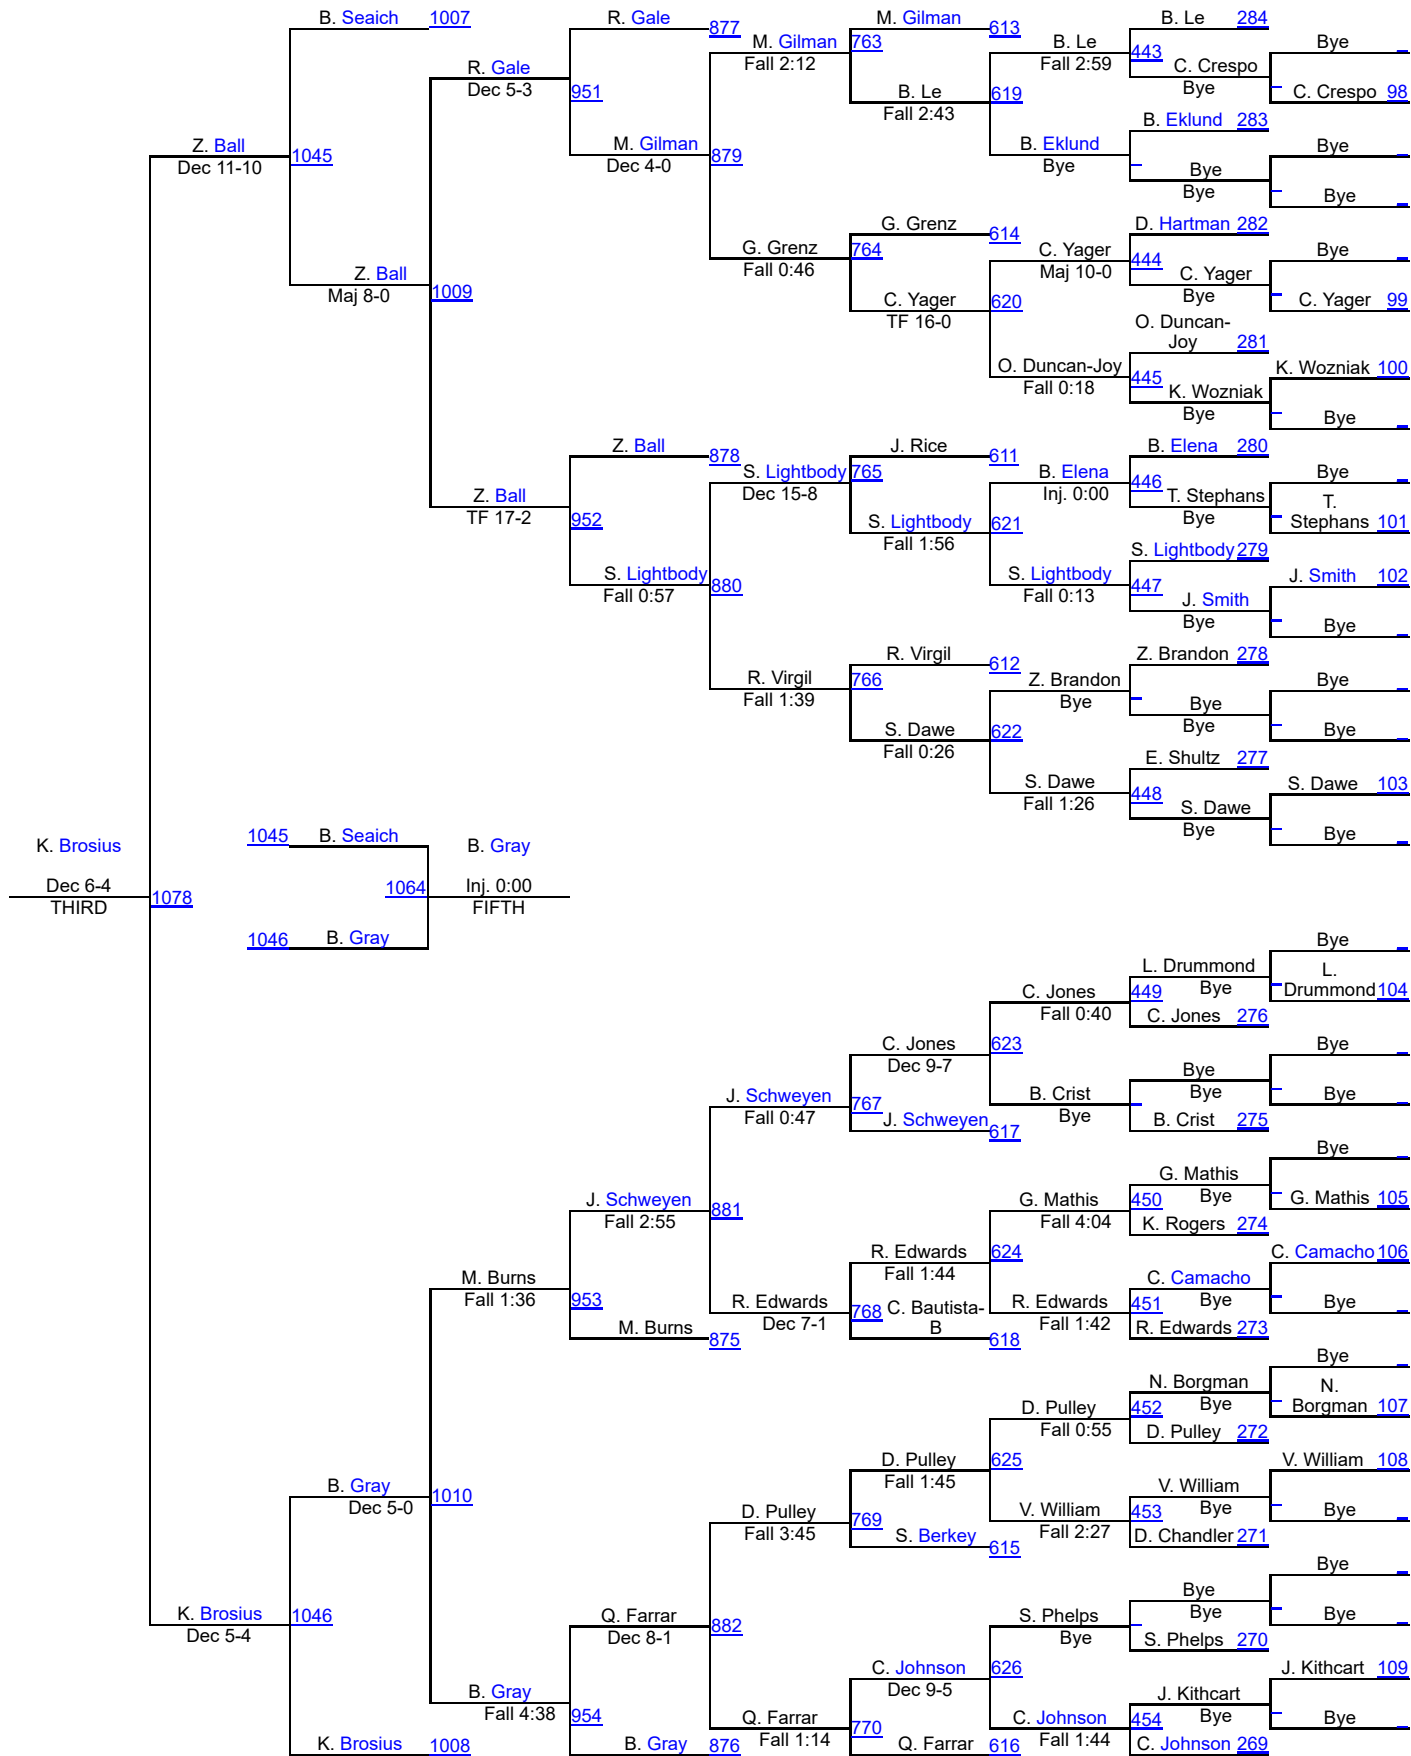 B. Seaich 1007
R. Gale 877
M. Gilman 613
B. Le 284
Bye
M. Gilman 763
Fall 2:12
B. Le 443
Fall 2:59
C. Crespo
Bye
C. Crespo 98
R. Gale
Dec 5-3
951
B. Le 619
Fall 2:43
B. Eklund 283
Bye
Z. Ball
Dec 11-10
1045
M. Gilman
Dec 4-0
879
B. Eklund
Bye
Bye
Bye
Bye
G. Grenz 614
D. Hartman 282
Bye
G. Grenz
Fall 0:46
764
C. Yager
Maj 10-0
444
C. Yager
Bye
C. Yager 99
Z. Ball
Maj 8-0
1009
C. Yager
TF 16-0
620
O. Duncan-
Joy 281
O. Duncan-Joy
Fall 0:18
445
K. Wozniak 100
K. Wozniak
Bye
Bye
Z. Ball 878
J. Rice 611
B. Elena 280
Bye
S. Lightbody 765
Dec 15-8
B. Elena
Inj. 0:00
446
T. Stephans
Bye
T.
Stephans 101
Z. Ball
TF 17-2
952
S. Lightbody
Fall 1:56
621
S. Lightbody 279
J. Smith 102
S. Lightbody
Fall 0:57
880
S. Lightbody
Fall 0:13
447
J. Smith
Bye
Bye
R. Virgil 612
Z. Brandon 278
Bye
R. Virgil
Fall 1:39
766
Z. Brandon
Bye
Bye
Bye
Bye
S. Dawe
Fall 0:26
622
E. Shultz 277
S. Dawe
Fall 1:26
448
S. Dawe 103
S. Dawe
Bye
Bye
K. Brosius
1045 B. Seaich
B. Gray
Dec 6-4
THIRD
1078
1064
Inj. 0:00
FIFTH
1046 B. Gray
Bye
L. Drummond
Bye
L.
Drummond 104
C. Jones
Fall 0:40
449
C. Jones 276
C. Jones
Dec 9-7
623
Bye
Bye
Bye
Bye
B. Crist
Bye
B. Crist 275
J. Schweyen
Fall 0:47
767
J. Schweyen 617
Bye
G. Mathis
Bye
G. Mathis 105
J. Schweyen
Fall 2:55
881
G. Mathis
Fall 4:04
450
K. Rogers 274
R. Edwards
Fall 1:44
624
C. Camacho 106
M. Burns
Fall 1:36
953
C. Camacho
Bye
Bye
R. Edwards
Dec 7-1
768
C. Bautista-
B 618
R. Edwards
Fall 1:42
451
R. Edwards 273
M. Burns 875
Bye
N. Borgman
Bye
N.
Borgman 107
D. Pulley
Fall 0:55
452
D. Pulley 272
D. Pulley
Fall 1:45
625
V. William 108
B. Gray
Dec 5-0
1010
V. William
Bye
Bye
D. Pulley
Fall 3:45
769
S. Berkey 615
V. William
Fall 2:27
453
D. Chandler 271
Bye
Bye
Bye
Bye
K. Brosius
Dec 5-4
1046
Q. Farrar
Dec 8-1
882
S. Phelps
Bye
S. Phelps 270
C. Johnson
Dec 9-5
626
J. Kithcart 109
B. Gray
Fall 4:38
954
J. Kithcart
Bye
Bye
Q. Farrar
Fall 1:14
770
C. Johnson
Fall 1:44
454
K. Brosius 1008
B. Gray 876
Q. Farrar 616
C. Johnson 269